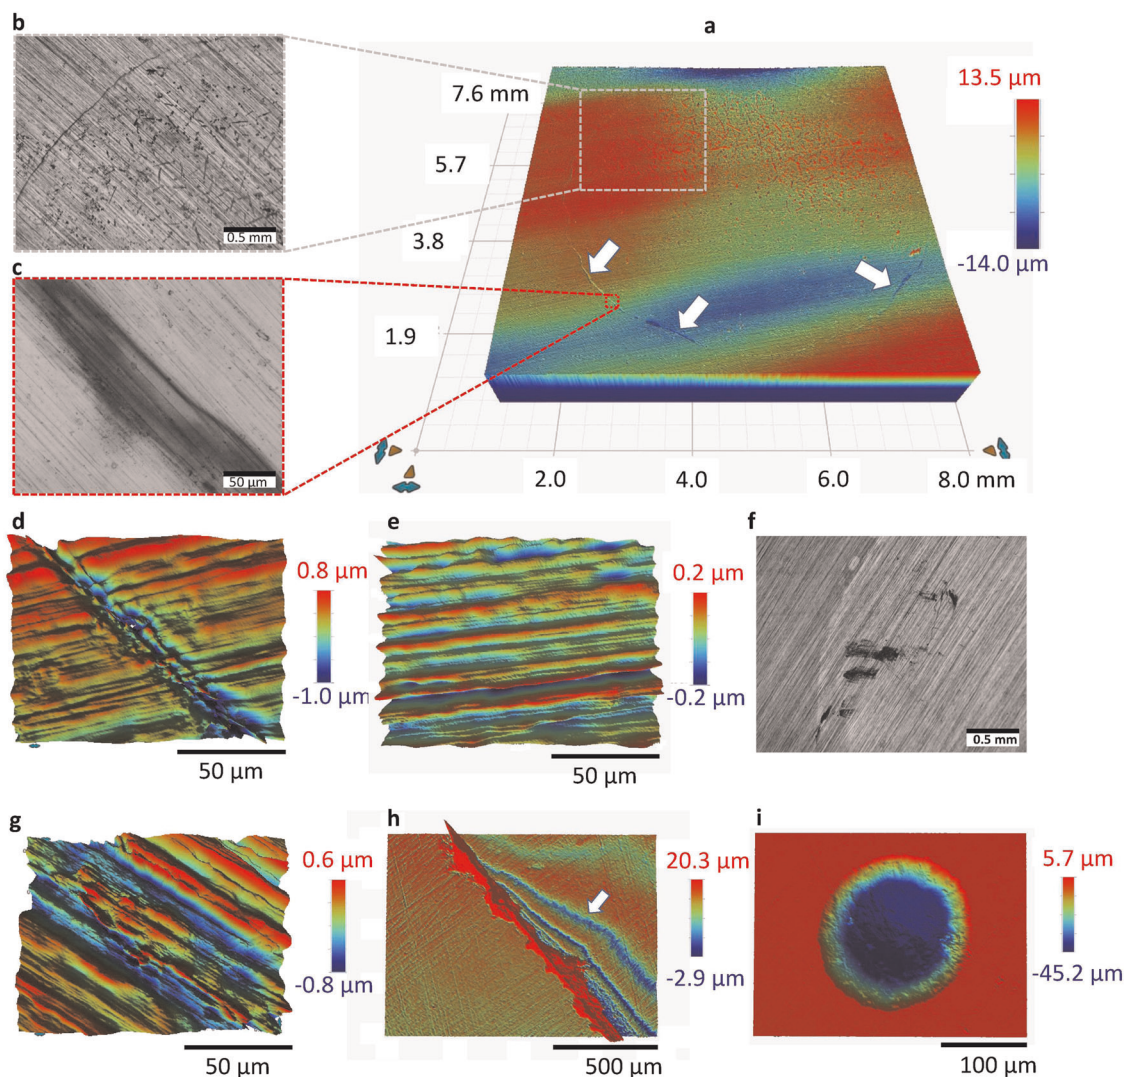 b
a
0.5 mm
7.6 mm
5.7
3.8
1.9
2.0
4.0
6.0
8.0 mm
13.5 µm
-14.0 µm
c
50 µm
d
0.8 µm
-1.0 µm
50 µm
e
0.2 µm
-0.2 µm
50 µm
f
0.5 mm
g
0.6 µm
-0.8 µm
50 µm
h
20.3 µm
-2.9 µm
500 µm
i
5.7 µm
-45.2 µm
100 µm